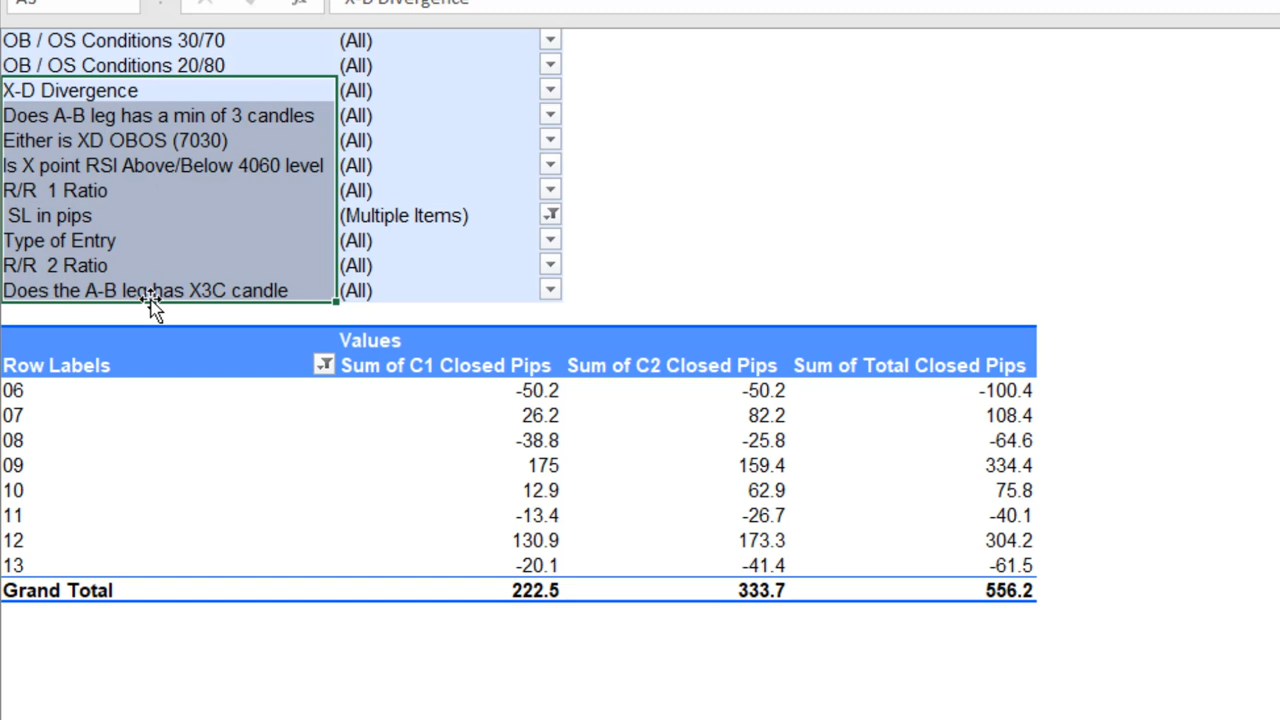 X-D Divergence
OB / OS Conditions 30/70 (All)
OB / OS Conditions 20/80 (All)
X-D Divergence (All)
Does A-B leg has a min of 3 candles (All)
Either is XD OBOS (7030) (All)
Is X point RSI Above/Below 4060 level (All)
R/R 1 Ratio (All)
SL in pips (Multiple Items)
Type of Entry (All)
R/R 2 Ratio (All)
Does the A-B leg has X3C candle (All)
Values
Row Labels Sum of C1 Closed Pips Sum of C2 Closed Pips Sum of Total Closed Pips
06 -50.2 -50.2 -100.4
07 26.2 82.2 108.4
08 -38.8 -25.8 -64.6
09 175 159.4 334.4
10 12.9 62.9 75.8
11 -13.4 -26.7 -40.1
12 130.9 173.3 304.2
13 -20.1 -41.4 -61.5
Grand Total 222.5 333.7 556.2